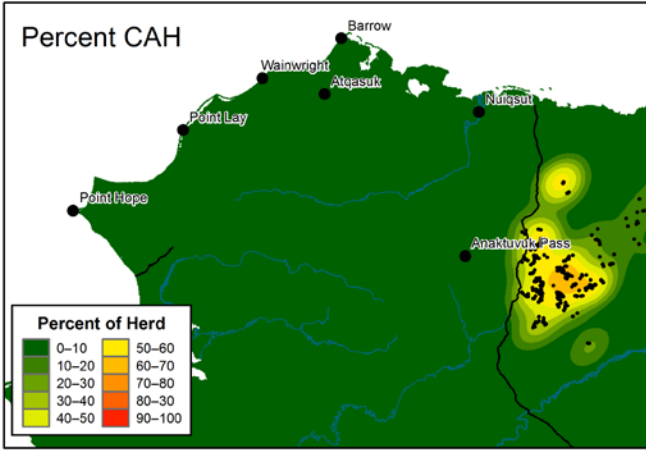 Percent CAH
Barrow
Wainwright
Atqasuk
Nuiqsut
Point Lay
Point Hope
Anaktuvuk Pass
Percent of Herd
0–10 50–60
10–20 60–70
20–30 70–80
30–40 80–30
40–50 90–100